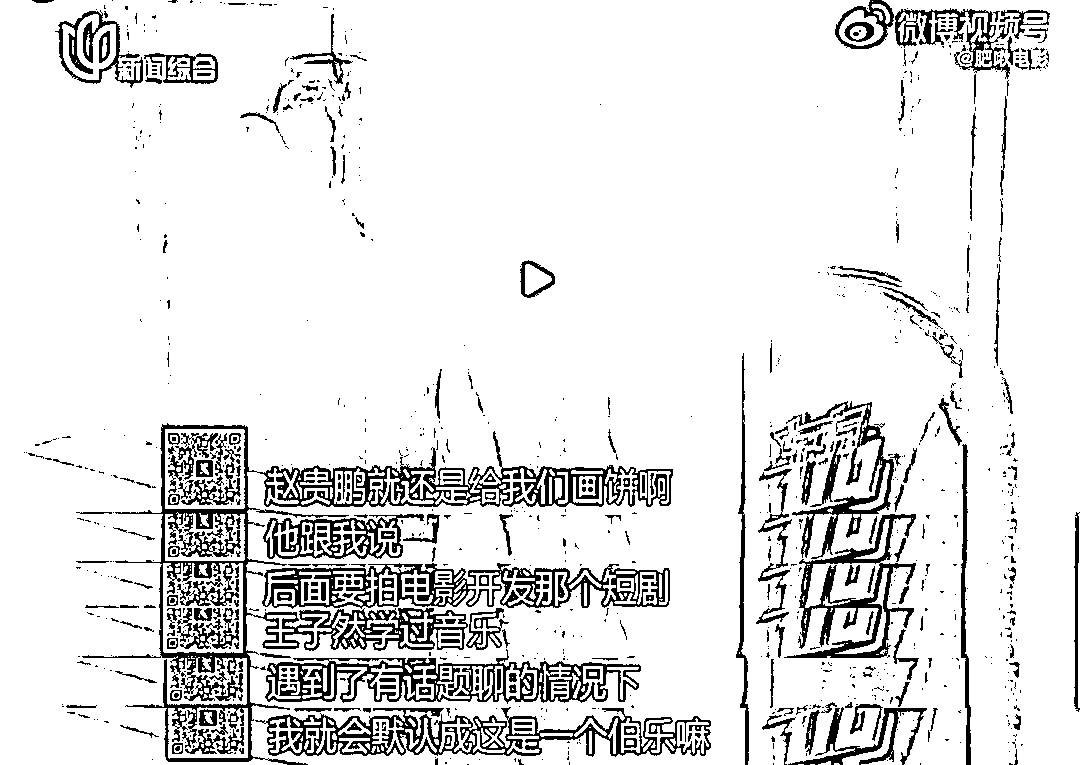 新闻综合
微博视频号
@肥啾电影
赵贵鹏就还是给我们画饼啊
他跟我说
后面要拍电影开发那个短剧
王子然学过音乐
遇到了有话题聊的情况下
我就会默认成这是一个伯乐嘛